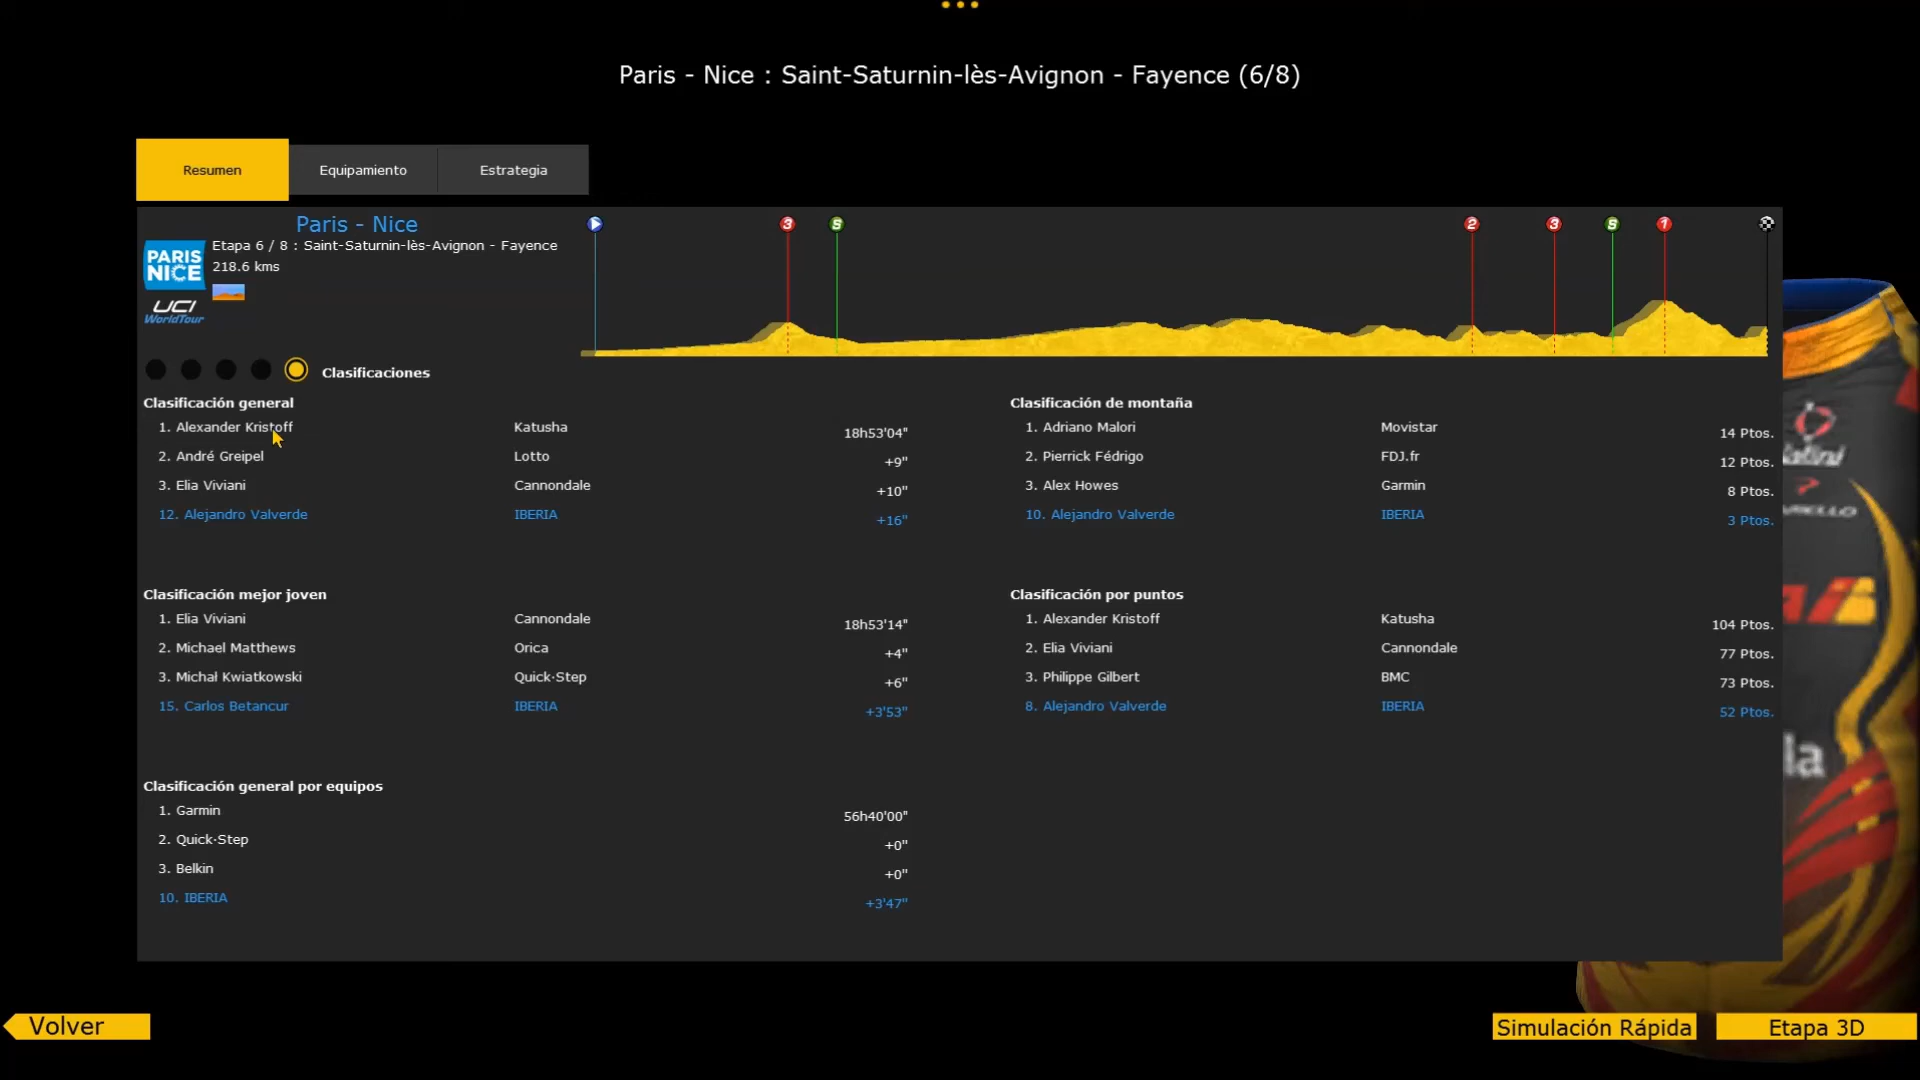 Paris - Nice : Saint-Saturnin-lès-Avignon - Fayence (6/8)
Resumen Equipamiento Estrategia
Paris - Nice
Etapa 6 / 8 : Saint-Saturnin-lès-Avignon - Fayence
218.6 kms
PARIS
NICE
UCI
WorldTour
3 S 2 3 S 1
Clasificaciones
Clasificación general
1. Alexander Kristoff Katusha 18h53'04"
2. André Greipel Lotto +9"
3. Elia Viviani Cannondale +10"
12. Alejandro Valverde IBERIA +16"
Clasificación de montaña
1. Adriano Malori Movistar 14 Ptos.
2. Pierrick Fédrigo FDJ.fr 12 Ptos.
3. Alex Howes Garmin 8 Ptos.
10. Alejandro Valverde IBERIA 3 Ptos.
Clasificación mejor joven
1. Elia Viviani Cannondale 18h53'14"
2. Michael Matthews Orica +4"
3. Michał Kwiatkowski Quick-Step +6"
15. Carlos Betancur IBERIA +3'53"
Clasificación por puntos
1. Alexander Kristoff Katusha 104 Ptos.
2. Elia Viviani Cannondale 77 Ptos.
3. Philippe Gilbert BMC 73 Ptos.
8. Alejandro Valverde IBERIA 52 Ptos.
Clasificación general por equipos
1. Garmin 56h40'00"
2. Quick-Step +0"
3. Belkin +0"
10. IBERIA +3'47"
Volver
Simulación Rápida
Etapa 3D